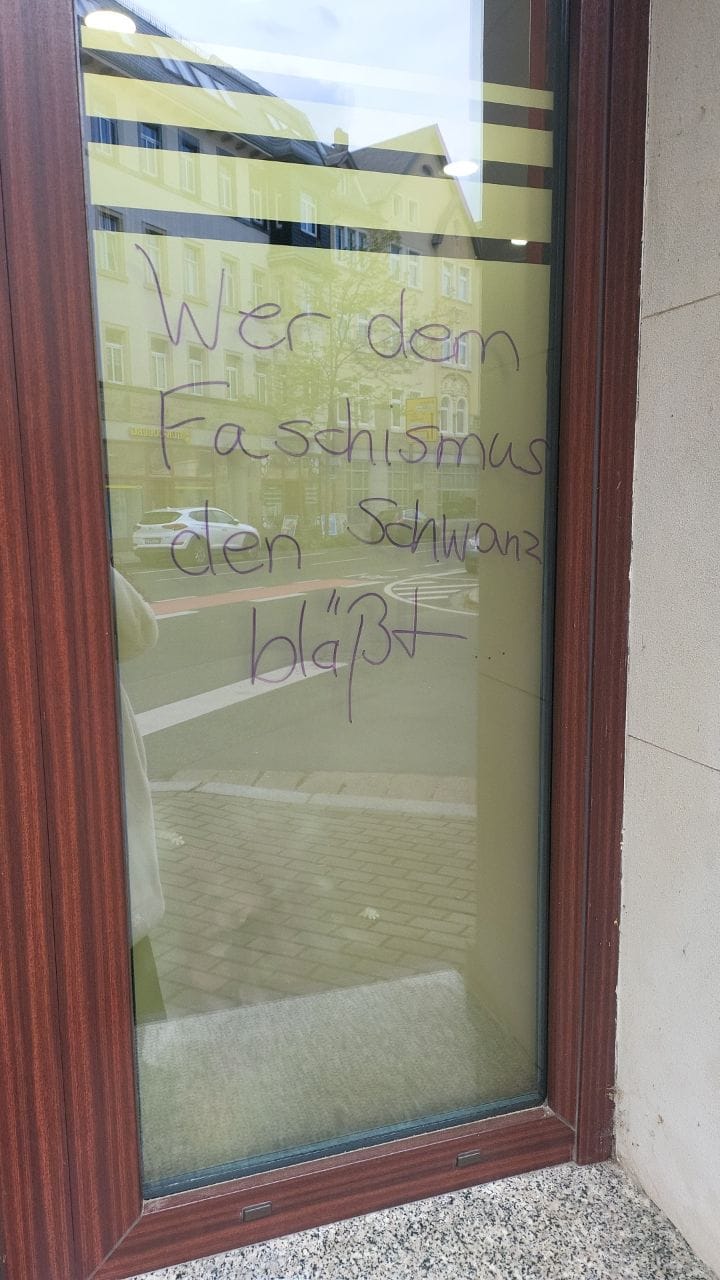 Wer dem
Faschismus
den Schwanz
bläßt